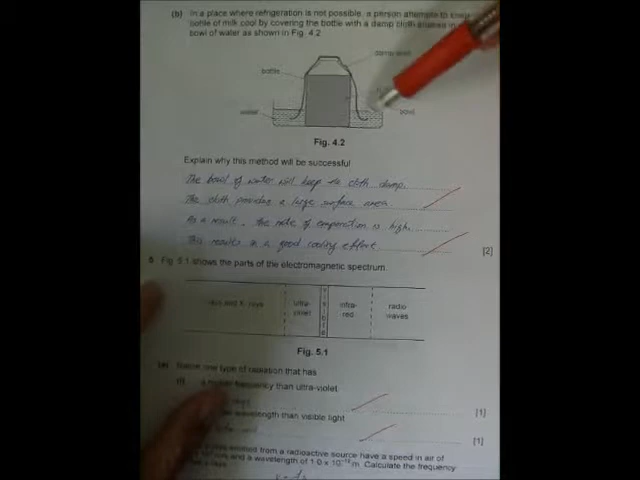 (b) In a place where refrigeration is not possible, a person attempts to keep
bottle of milk cool by covering the bottle with a damp cloth
bowl of water as shown in Fig. 4.2
damp
bottle
water
bowl
Fig. 4.2
Explain why this method will be successful
The bowl of water will keep the cloth damp.
The cloth provides a large surface area
As a result, the rate of evaporation is high.
This results in a good cooling effect
[2]
5 Fig. 5.1 shows the parts of the electromagnetic spectrum.
and X-rays
ultra-
violet
visible
infra-
red
radio
waves
Fig. 5.1
(a) Name one type of radiation that has
(i) a higher frequency than ultra-violet
rays
[1]
wavelength than visible light
[1]
emitted from a radioactive source have a speed in air of
and a wavelength of 1.0 x 10⁻¹² m. Calculate the frequency